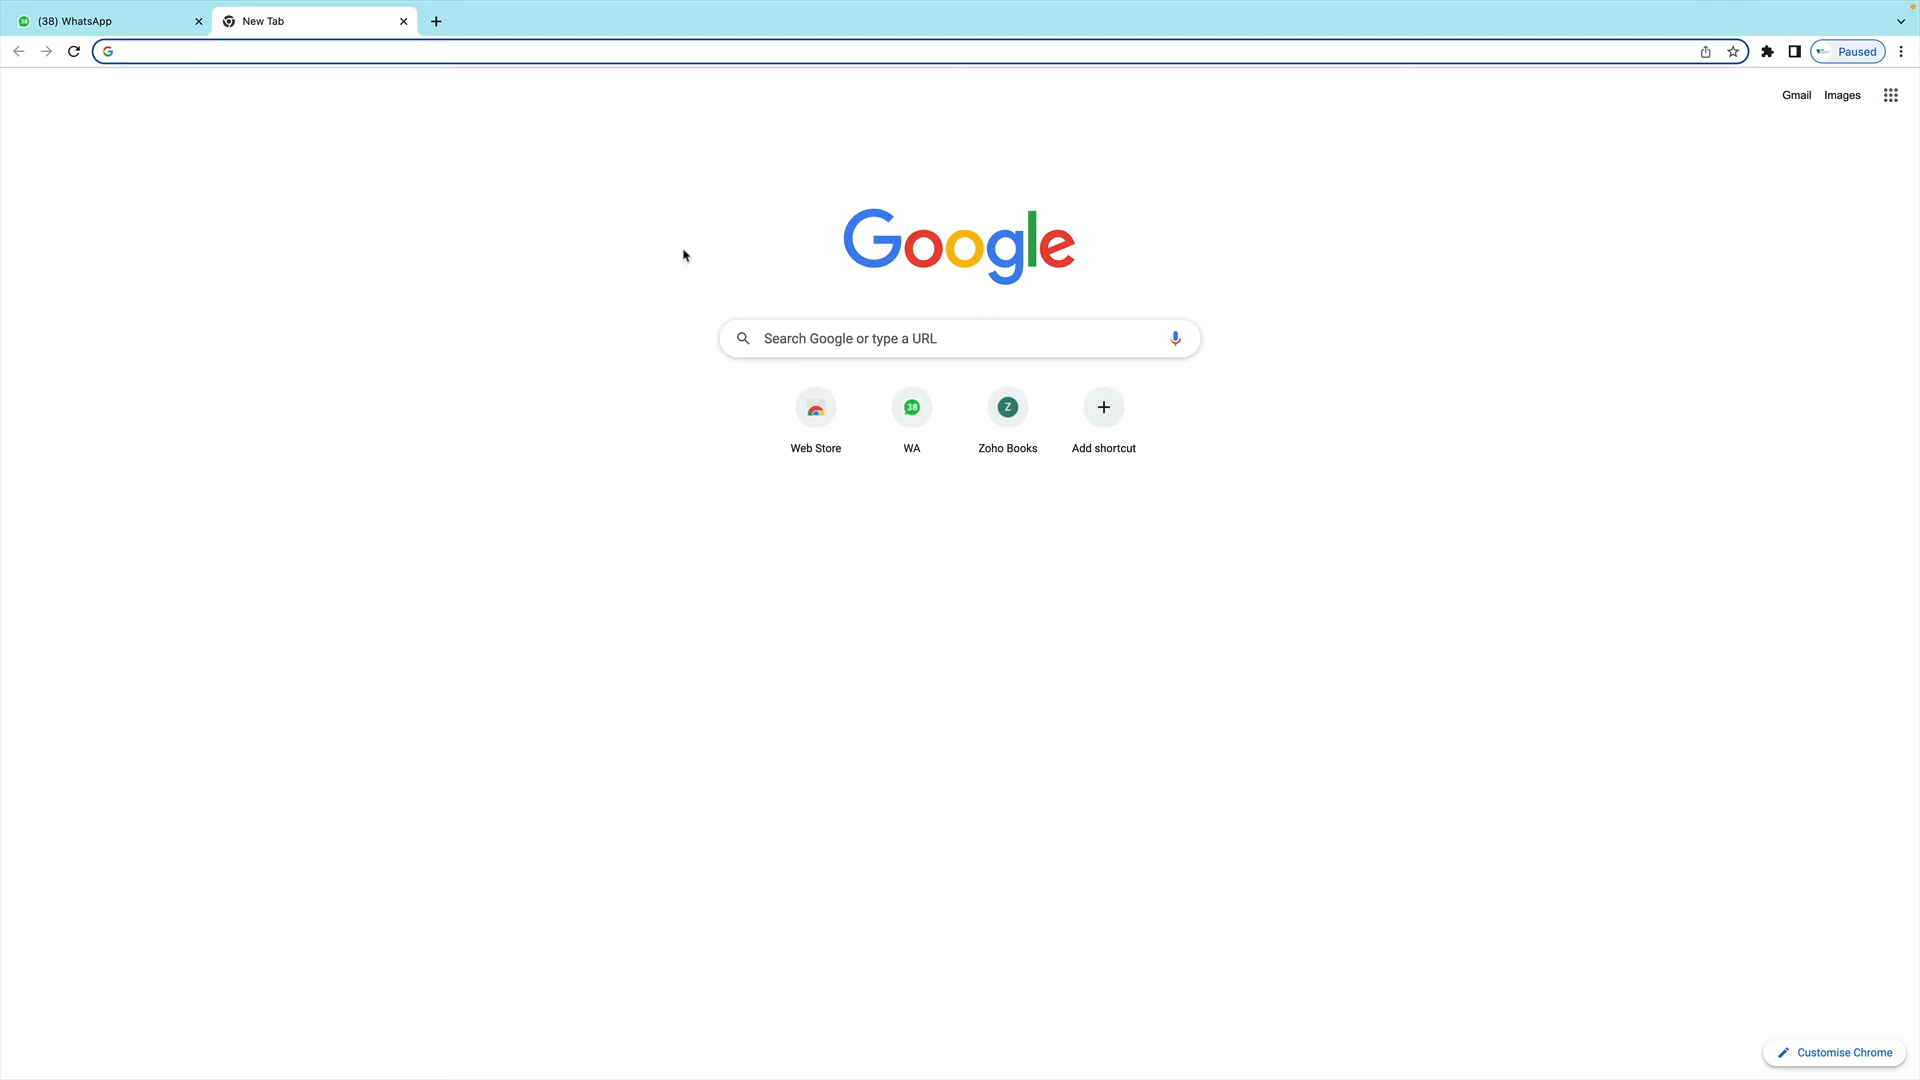 38 (38) WhatsApp
New Tab
Paused
Gmail Images
Google
Search Google or type a URL
38 Z
Web Store WA Zoho Books Add shortcut
Customise Chrome